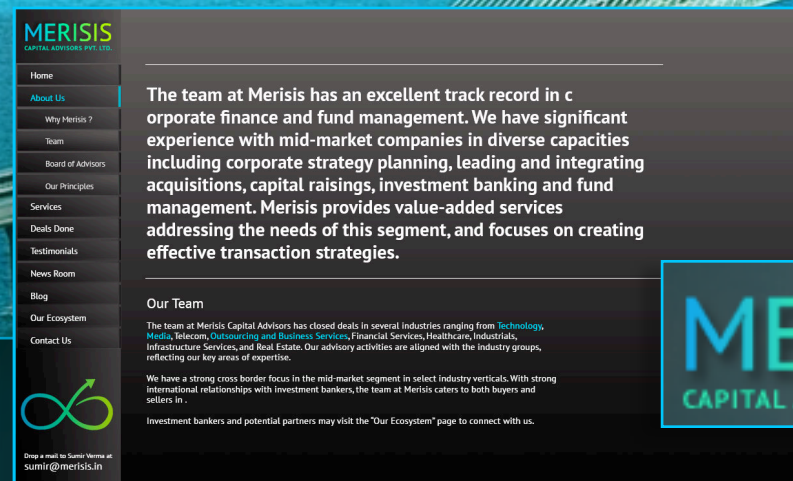 MERISIS
CAPITAL ADVISORS PVT. LTD.
Home
About Us
Why Merisis ?
Team
Board of Advisors
Our Principles
Services
Deals Done
Testimonials
News Room
Blog
Our Ecosystem
Contact Us
Drop a mail to Sumir Verma at
sumir@merisis.in
The team at Merisis has an excellent track record in c
orporate finance and fund management. We have significant
experience with mid-market companies in diverse capacities
including corporate strategy planning, leading and integrating
acquisitions, capital raisings, investment banking and fund
management. Merisis provides value-added services
addressing the needs of this segment, and focuses on creating
effective transaction strategies.
Our Team
The team at Merisis Capital Advisors has closed deals in several industries ranging from Technology,
Media, Telecom, Outsourcing and Business Services, Financial Services, Healthcare, Industrials,
Infrastructure Services, and Real Estate. Our advisory activities are aligned with the industry groups,
reflecting our key areas of expertise.
We have a strong cross border focus in the mid-market segment in select industry verticals. With strong
international relationships with investment bankers, the team at Merisis caters to both buyers and
sellers in .
Investment bankers and potential partners may visit the “Our Ecosystem” page to connect with us.
ME
CAPITAL